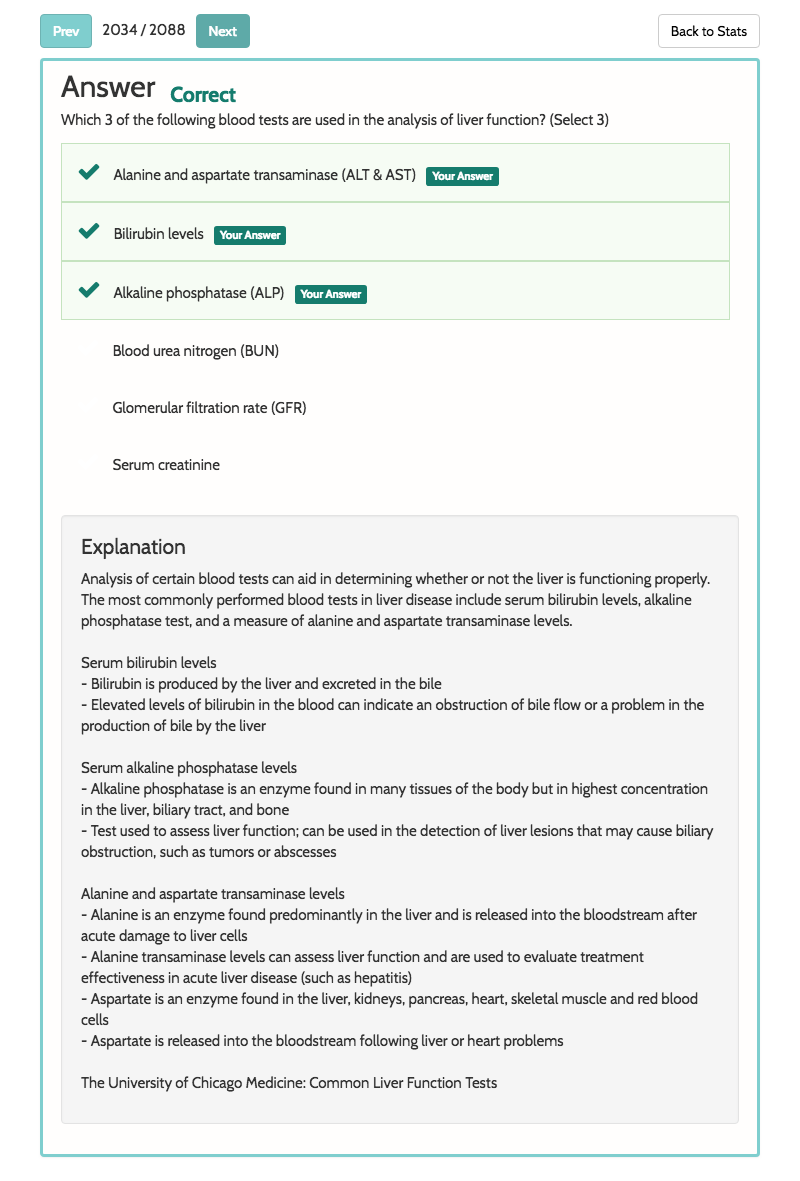 Prev 2034 / 2088 Next Back to Stats
Answer Correct
Which 3 of the following blood tests are used in the analysis of liver function? (Select 3)
Alanine and aspartate transaminase (ALT & AST) Your Answer
Bilirubin levels Your Answer
Alkaline phosphatase (ALP) Your Answer
Blood urea nitrogen (BUN)
Glomerular filtration rate (GFR)
Serum creatinine
Explanation
Analysis of certain blood tests can aid in determining whether or not the liver is functioning properly.
The most commonly performed blood tests in liver disease include serum bilirubin levels, alkaline
phosphatase test, and a measure of alanine and aspartate transaminase levels.
Serum bilirubin levels
- Bilirubin is produced by the liver and excreted in the bile
- Elevated levels of bilirubin in the blood can indicate an obstruction of bile flow or a problem in the
production of bile by the liver
Serum alkaline phosphatase levels
- Alkaline phosphatase is an enzyme found in many tissues of the body but in highest concentration
in the liver, biliary tract, and bone
- Test used to assess liver function; can be used in the detection of liver lesions that may cause biliary
obstruction, such as tumors or abscesses
Alanine and aspartate transaminase levels
- Alanine is an enzyme found predominantly in the liver and is released into the bloodstream after
acute damage to liver cells
- Alanine transaminase levels can assess liver function and are used to evaluate treatment
effectiveness in acute liver disease (such as hepatitis)
- Aspartate is an enzyme found in the liver, kidneys, pancreas, heart, skeletal muscle and red blood
cells
- Aspartate is released into the bloodstream following liver or heart problems
The University of Chicago Medicine: Common Liver Function Tests